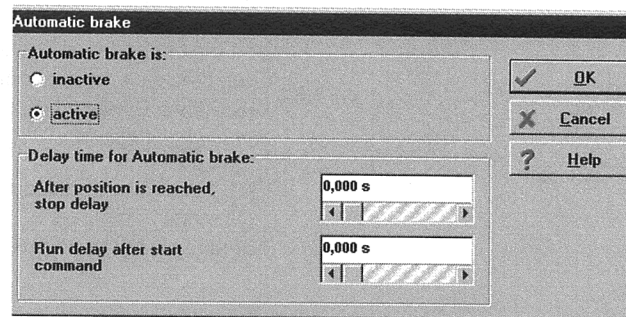 Automatic brake
Automatic brake is:
inactive
active
OK
Cancel
Help
Delay time for Automatic brake:
After position is reached,
stop delay
0,000 s
Run delay after start
command
0,000 s